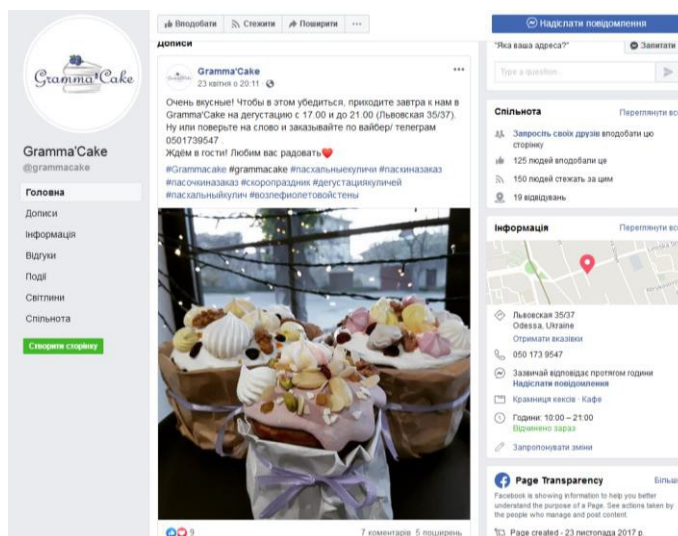 Вподобати
Стежити
Поширити
Надіслати повідомлення
Gramma'Cake
Gramma'Cake
@grammacake
Головна
Дописи
Інформація
Відгуки
Події
Світлини
Спільнота
Створити сторінку
Дописи
Gramma'Cake
23 квітня о 20:11
Очень вкусные! Чтобы в этом убедиться, приходите завтра к нам в
Gramma'Cake на дегустацию с 17.00 и до 21.00 (Львовская 35/37).
Ну или поверьте на слово и заказывайте по вайбер/ телеграм
0501739547 .
Ждём в гости! Любим вас радовать
#Grammacake #grammacake #пасхальныекуличи #паскиназаказ
#пасочкиназаказ #скоропраздник #дегустациякуличей
#пасхальныйкулич #возлефиолетовойстены
9
7 коментарів 5 поширень
"Яка ваша адреса?"
Запитати
Type a question...
Спільнота
Переглянути всі
Запросіть своїх друзів вподобати цю
сторінку
125 людей вподобали це
150 людей стежать за цим
19 відвідувань
Інформація
Переглянути всі
Львовская 35/37
Odessa, Ukraine
Отримати вказівки
050 173 9547
Зазвичай відповідає протягом години
Надіслати повідомлення
Крамниця кексів · Кафе
Години: 10:00 – 21:00
Відчинено зараз
Запропонувати зміни
Page Transparency
Більше
Facebook is showing information to help you better
understand the purpose of a Page. See actions taken by
the people who manage and post content.
Page created - 23 листопада 2017 р.